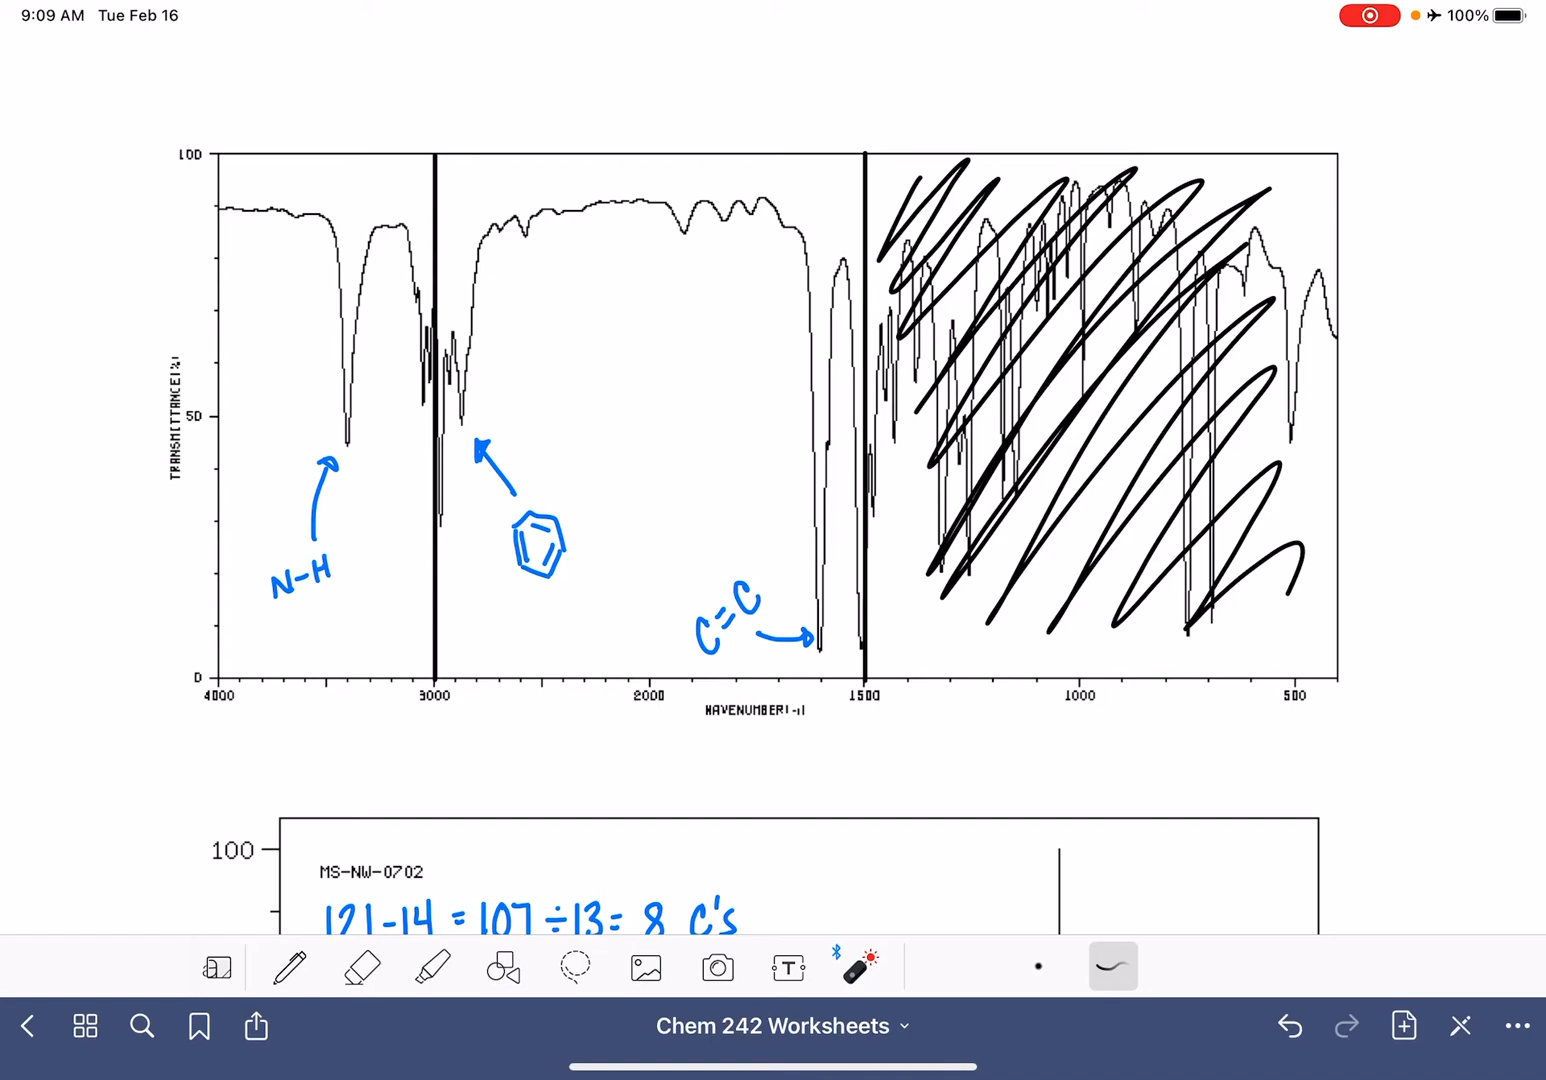 9:09 AM Tue Feb 16
100%
100
50
0
TRANSMITTANCE[%]
N-H
C=C
4000
3000
2000
1500
1000
500
WAVENUMBER[-1]
100
MS-NW-0702
121-14 = 107 ÷ 13 = 8 C's
T
Chem 242 Worksheets